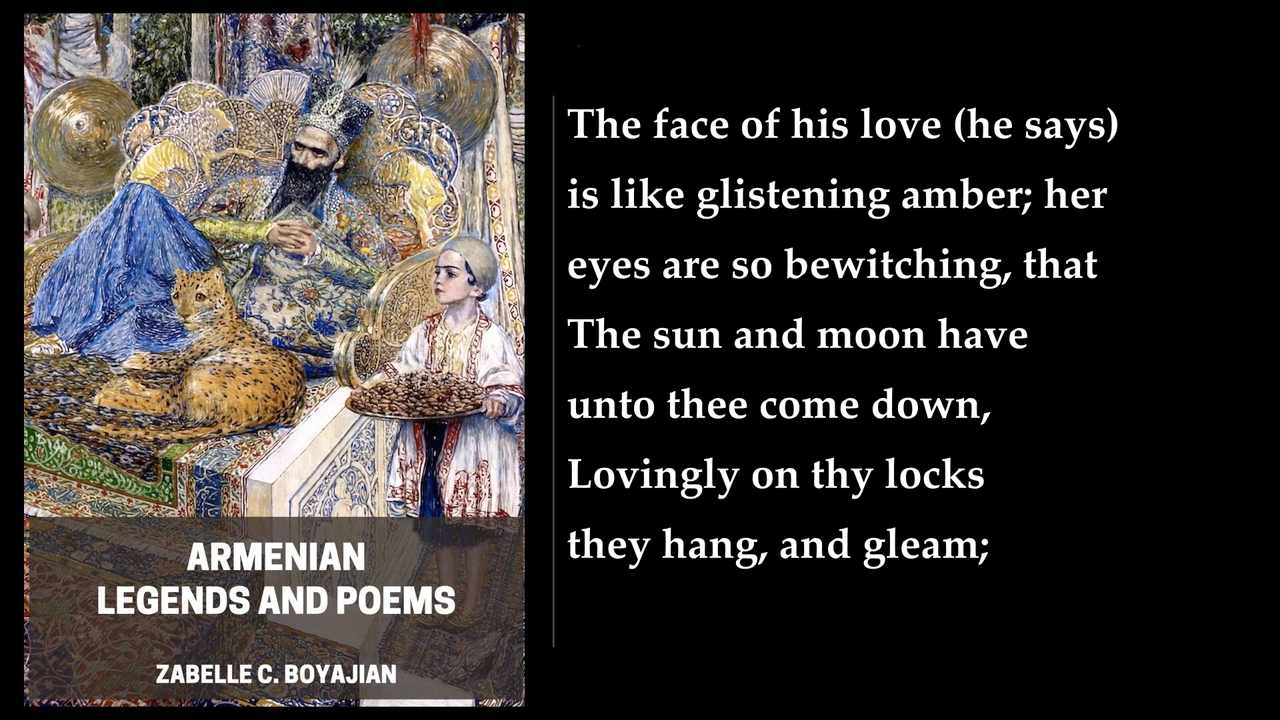 The face of his love (he says)
is like glistening amber; her
eyes are so bewitching, that
The sun and moon have
unto thee come down,
Lovingly on thy locks
they hang, and gleam;
ARMENIAN
LEGENDS AND POEMS
ZABELLE C. BOYAJIAN